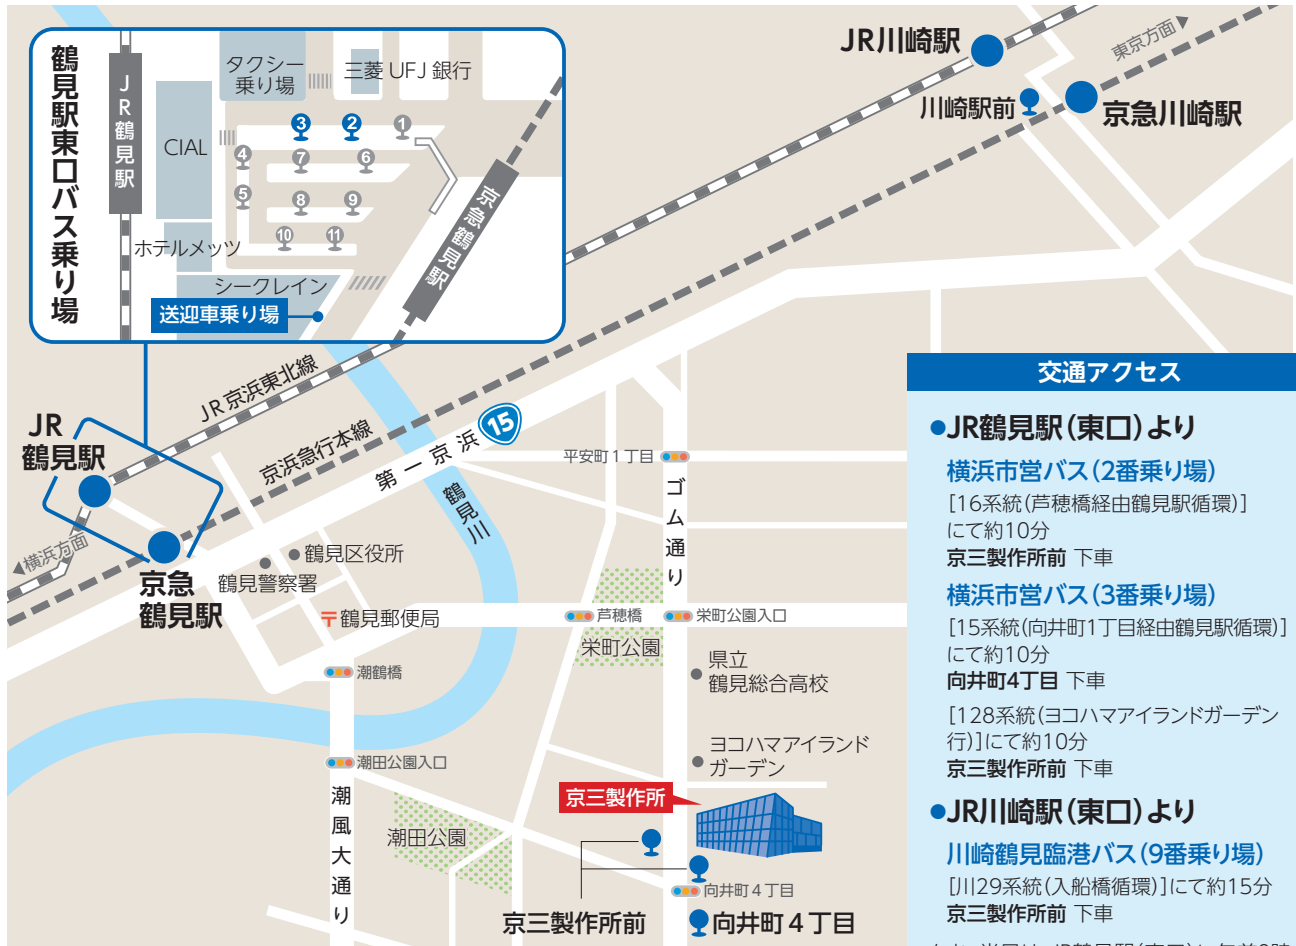 鶴見駅東口バス乗り場
JR鶴見駅
タクシー
乗り場
三菱UFJ銀行
CIAL
3
2
1
4
7
6
5
8
9
10
11
京急鶴見駅
ホテルメッツ
シークレイン
送迎車乗り場
JR川崎駅
東京方面▶
川崎駅前
京急川崎駅
JR京浜東北線
京浜急行本線
第一京浜
15
JR
鶴見駅
◀横浜方面
京急
鶴見駅
鶴見川
鶴見区役所
鶴見警察署
〒鶴見郵便局
平安町1丁目
ゴム通り
芦穂橋
栄町公園入口
栄町公園
県立
鶴見総合高校
潮鶴橋
潮田公園入口
ヨコハマアイランド
ガーデン
京三製作所
潮風大通り
潮田公園
向井町4丁目
京三製作所前
向井町4丁目
交通アクセス
●JR鶴見駅(東口)より
横浜市営バス(2番乗り場)
[16系統(芦穂橋経由鶴見駅循環)]
にて約10分
京三製作所前 下車
横浜市営バス(3番乗り場)
[15系統(向井町1丁目経由鶴見駅循環)]
にて約10分
向井町4丁目 下車
[128系統(ヨコハマアイランドガーデン
行)]にて約10分
京三製作所前 下車
●JR川崎駅(東口)より
川崎鶴見臨港バス(9番乗り場)
[川29系統(入船橋循環)]にて約15分
京三製作所前 下車